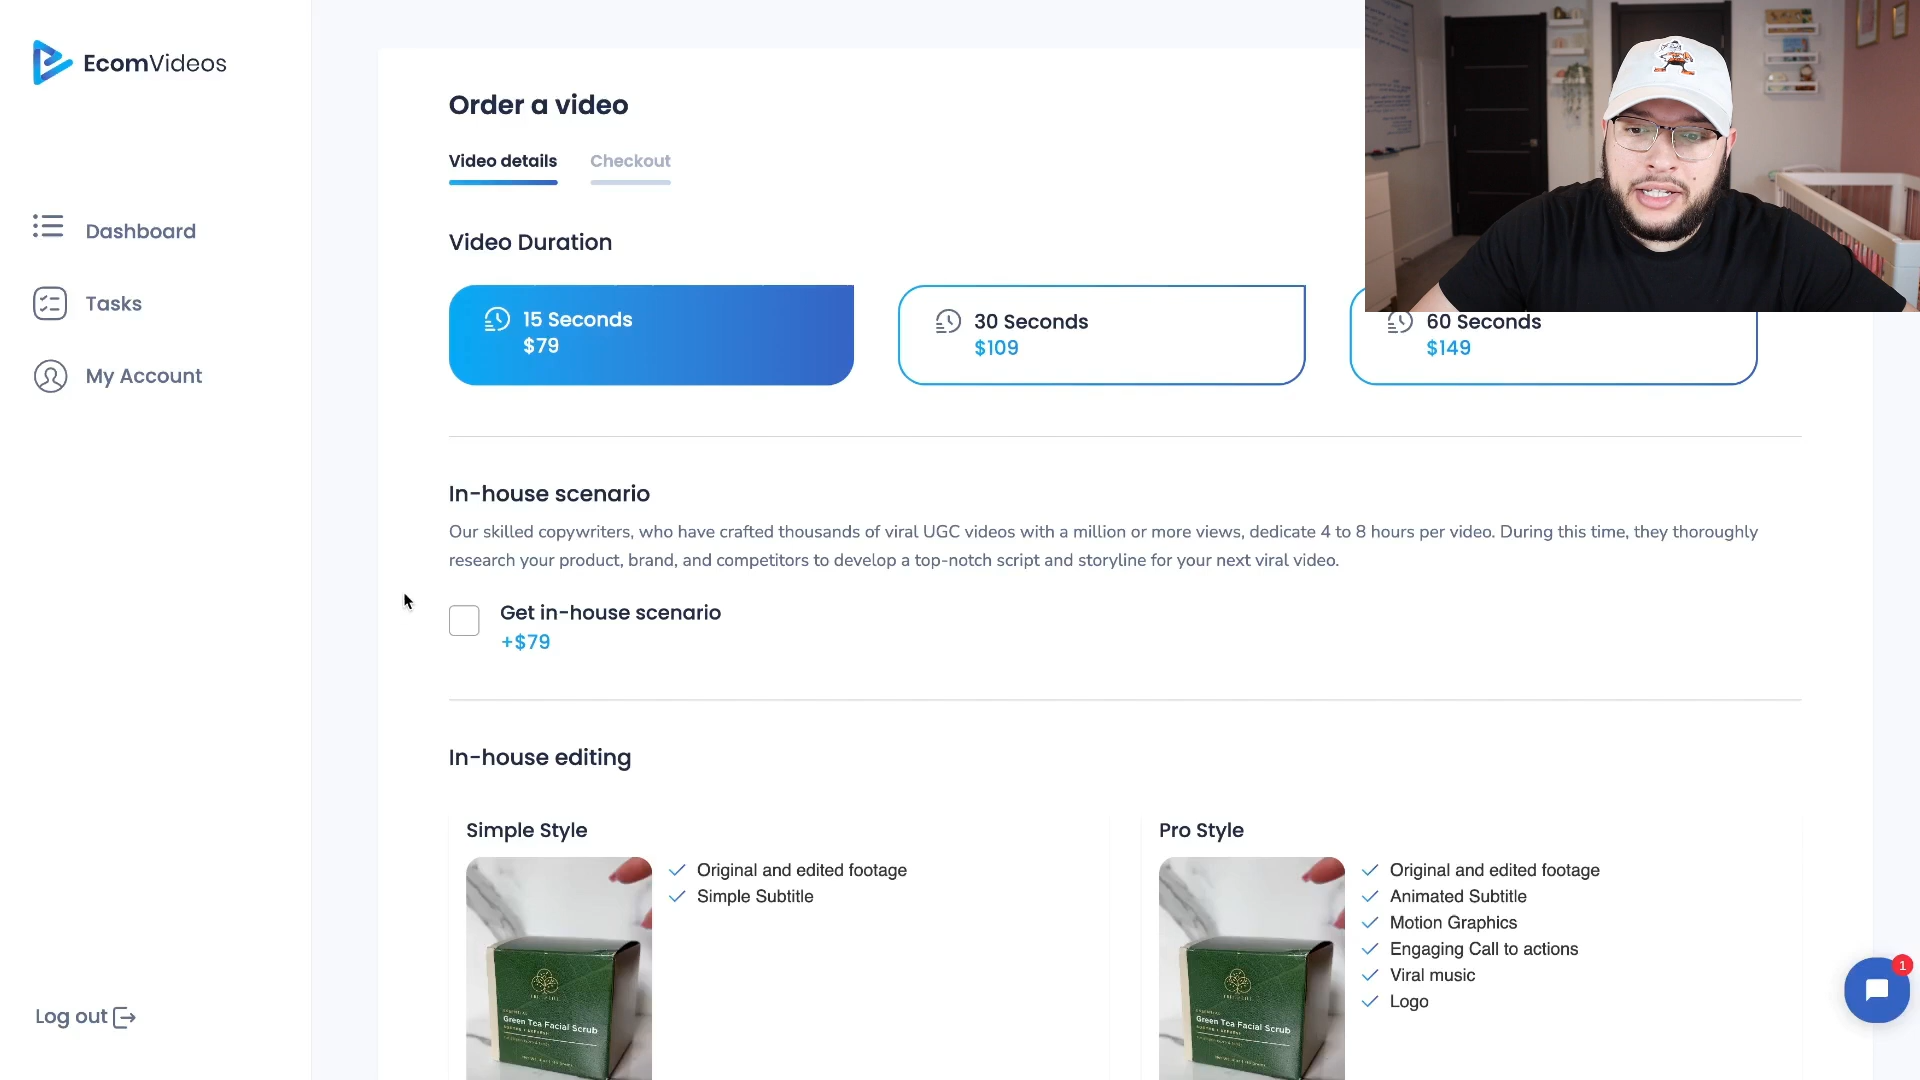 EcomVideos
Dashboard
Tasks
My Account
Log out
Order a video
Video details
Checkout
Video Duration
15 Seconds
$79
30 Seconds
$109
60 Seconds
$149
In-house scenario
Our skilled copywriters, who have crafted thousands of viral UGC videos with a million or more views, dedicate 4 to 8 hours per video. During this time, they thoroughly
research your product, brand, and competitors to develop a top-notch script and storyline for your next viral video.
Get in-house scenario
+$79
In-house editing
Simple Style
Original and edited footage
Simple Subtitle
Green Tea Facial Scrub
Pro Style
Original and edited footage
Animated Subtitle
Motion Graphics
Engaging Call to actions
Viral music
Logo
Green Tea Facial Scrub
1